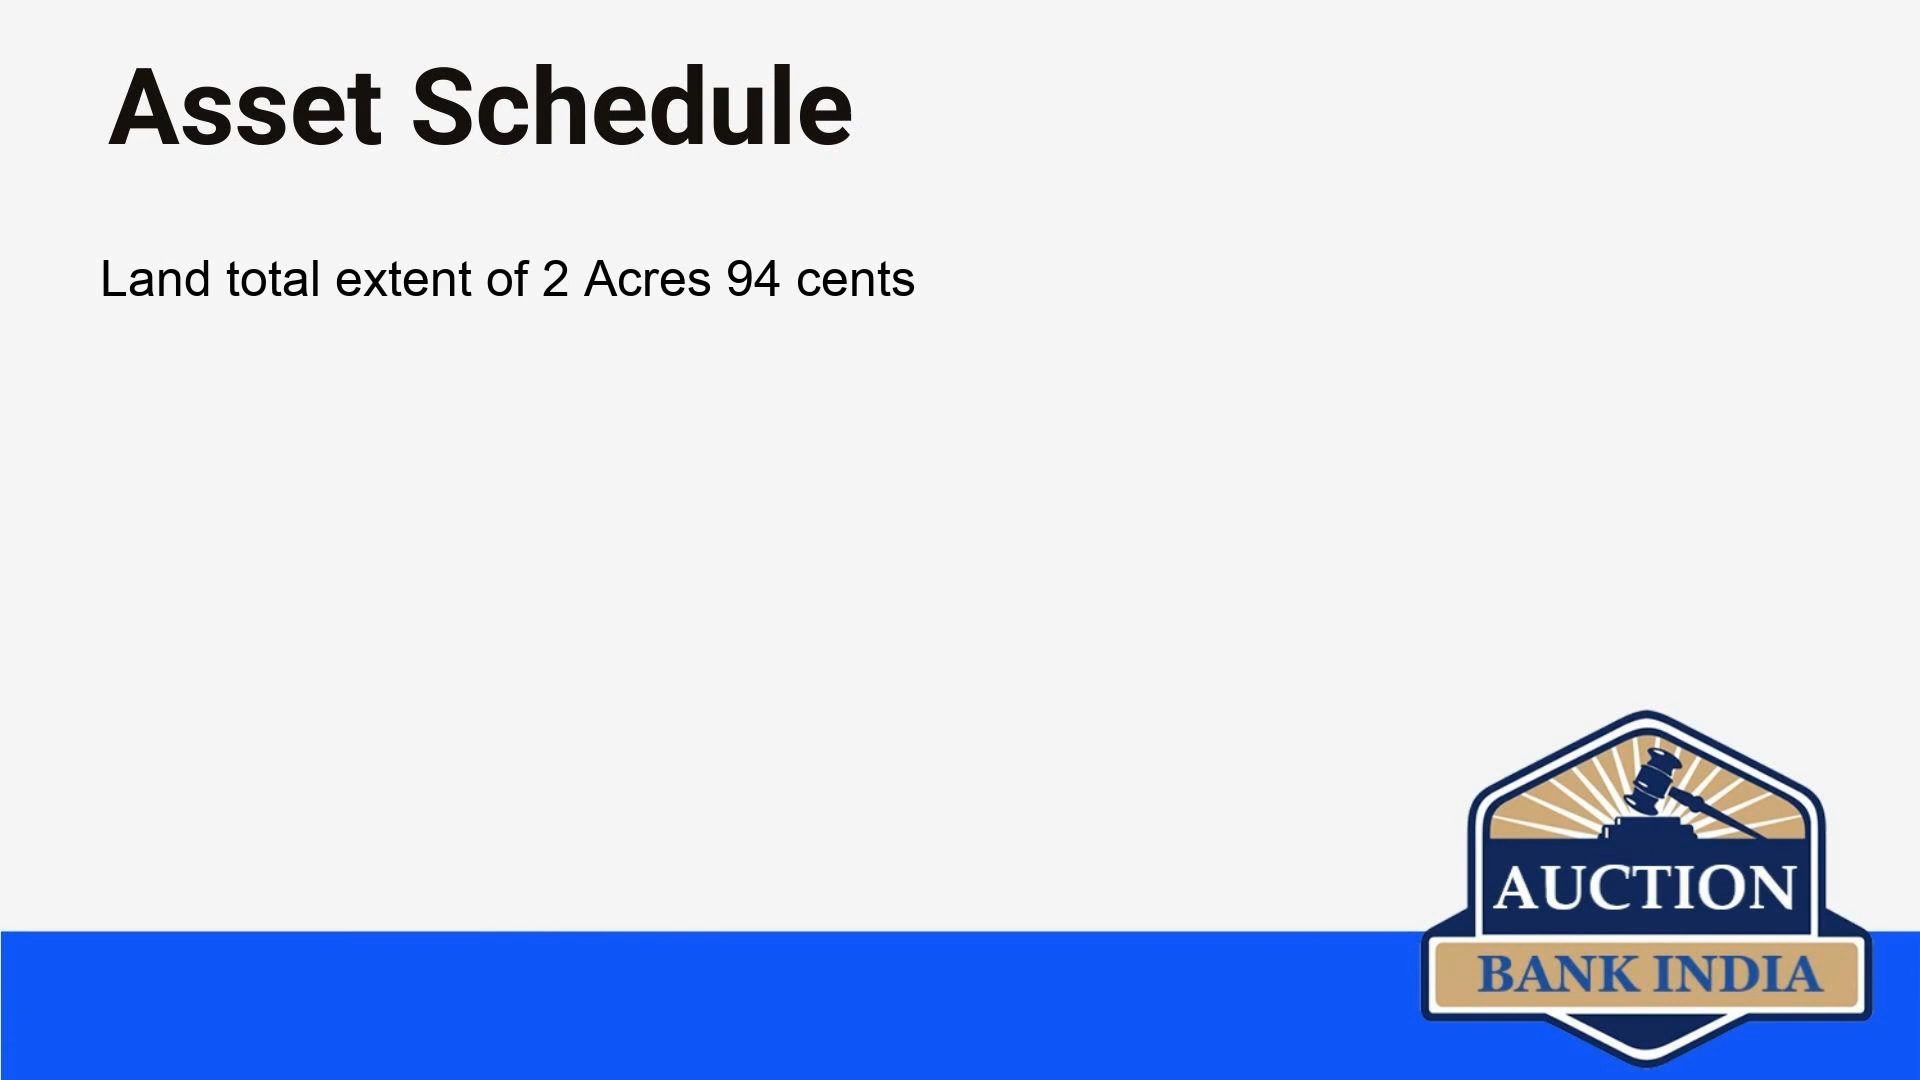 Asset Schedule
Land total extent of 2 Acres 94 cents
AUCTION
BANK INDIA